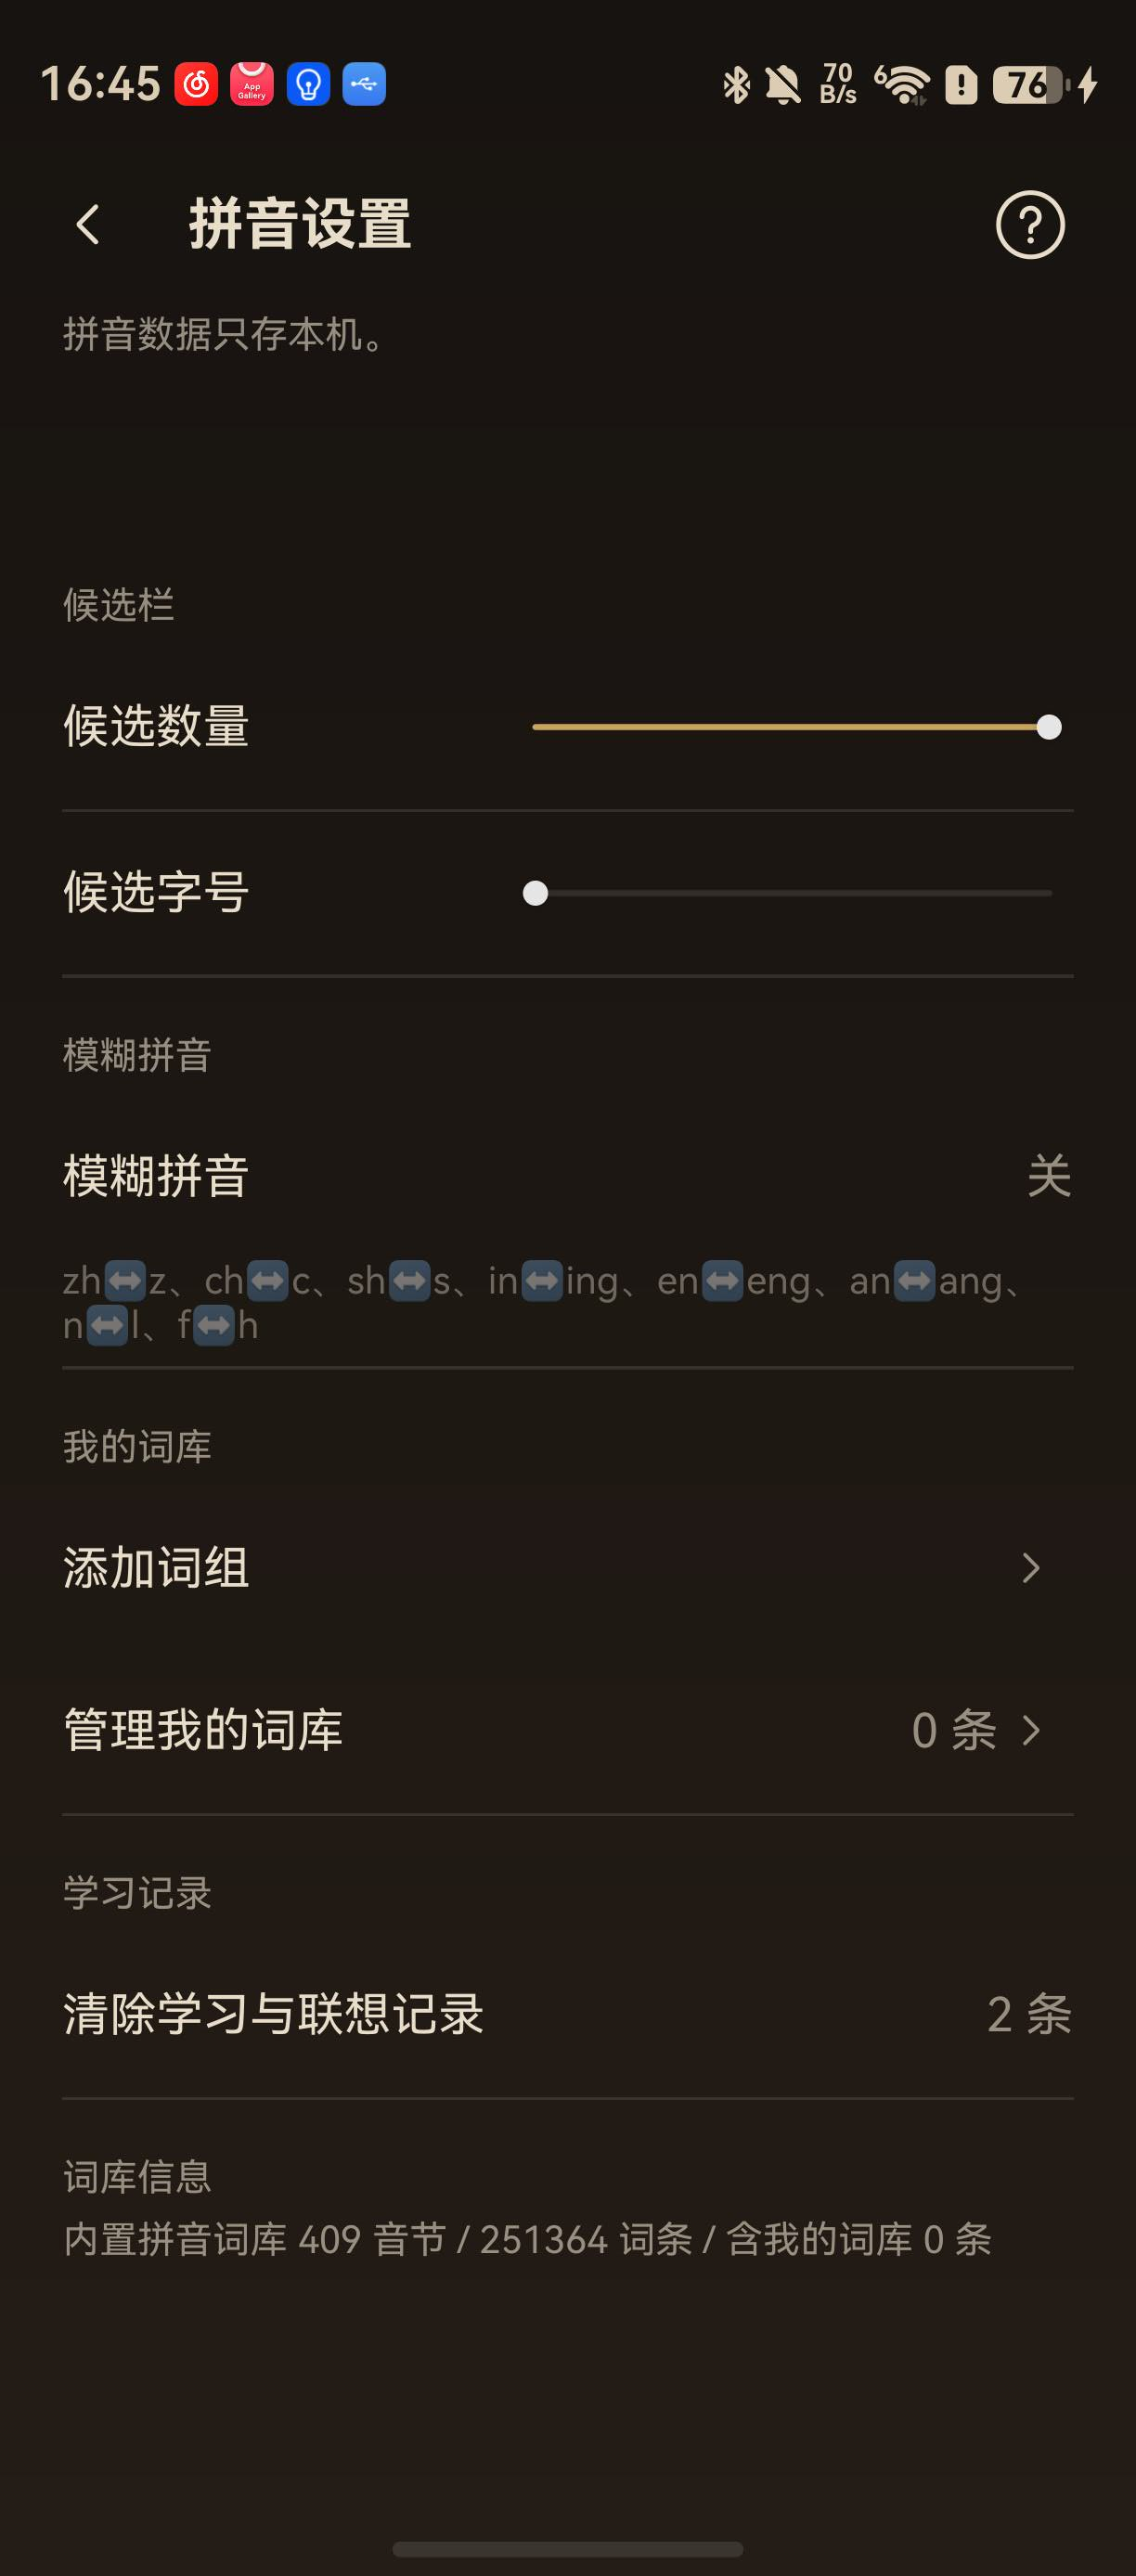 16:45
App
Gallery
70
B/s
6
76
拼音设置
拼音数据只存本机。
候选栏
候选数量
候选字号
模糊拼音
模糊拼音 关
zh↔️z、ch↔️c、sh↔️s、in↔️ing、en↔️eng、an↔️ang、
n↔️l、f↔️h
我的词库
添加词组
管理我的词库 0 条
学习记录
清除学习与联想记录 2 条
词库信息
内置拼音词库 409 音节 / 251364 词条 / 含我的词库 0 条